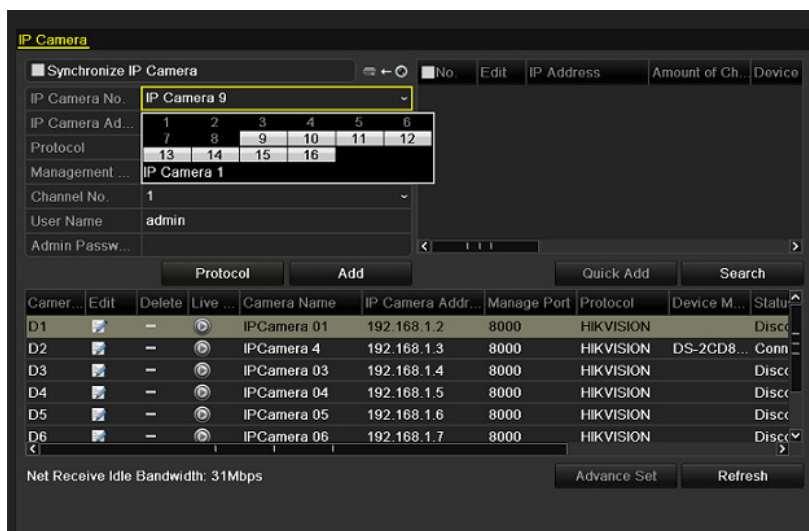 IP Camera
Synchronize IP Camera
No. Edit IP Address Amount of Ch... Device
IP Camera No. IP Camera 9
IP Camera Ad...
1 2 3 4 5 6
7 8 9 10 11 12
13 14 15 16
Protocol
Management ... IP Camera 1
Channel No. 1
User Name admin
Admin Passw...
Protocol Add Quick Add Search
Camer... Edit Delete Live ... Camera Name IP Camera Addr... Manage Port Protocol Device M... Statu
D1 IPCamera 01 192.168.1.2 8000 HIKVISION Disco
D2 IPCamera 4 192.168.1.3 8000 HIKVISION DS-2CD8... Conn
D3 IPCamera 03 192.168.1.4 8000 HIKVISION Disco
D4 IPCamera 04 192.168.1.5 8000 HIKVISION Disco
D5 IPCamera 05 192.168.1.6 8000 HIKVISION Disco
D6 IPCamera 06 192.168.1.7 8000 HIKVISION Disco
Net Receive Idle Bandwidth: 31Mbps
Advance Set Refresh